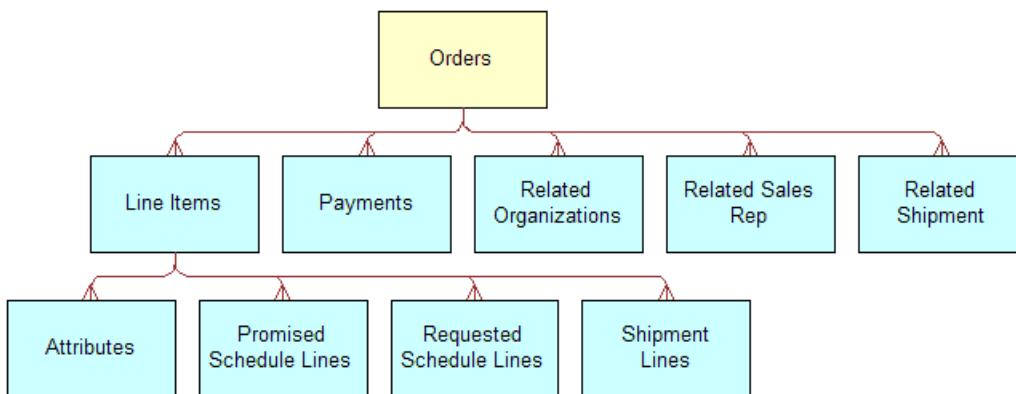 Orders
Line Items
Payments
Related
Organizations
Related Sales
Rep
Related
Shipment
Attributes
Promised
Schedule Lines
Requested
Schedule Lines
Shipment
Lines